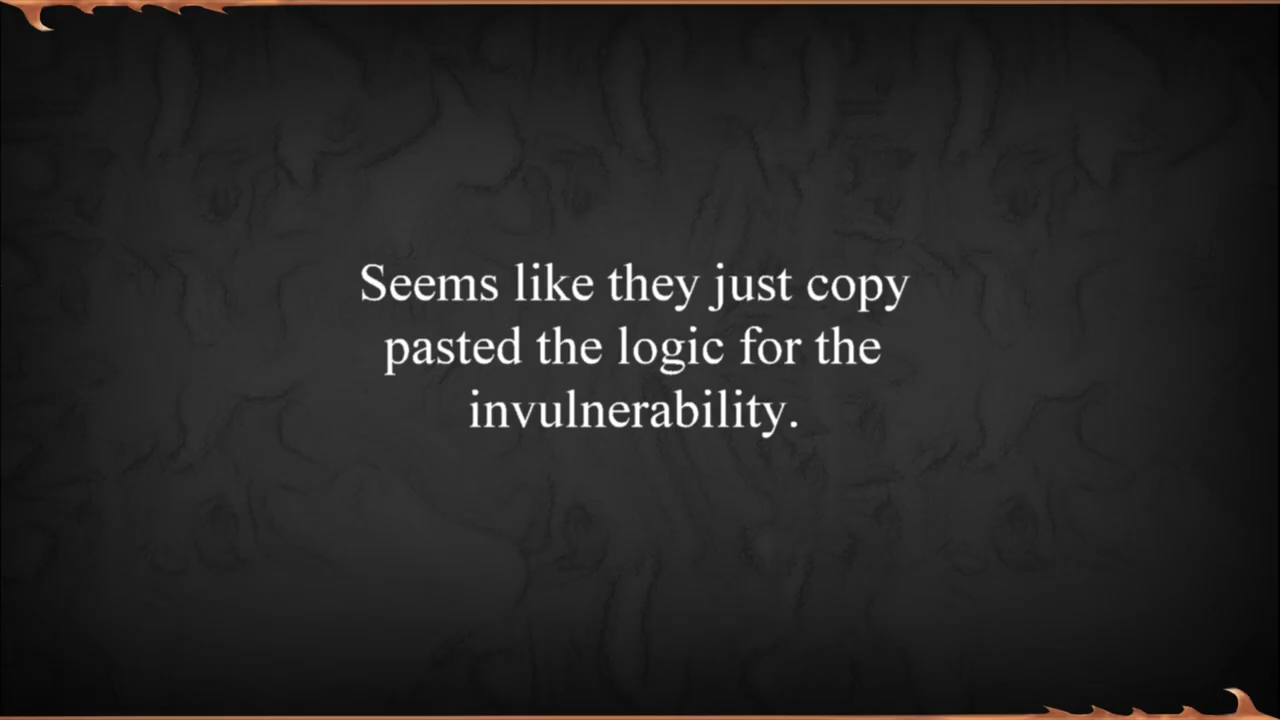 Seems like they just copy
pasted the logic for the
invulnerability.